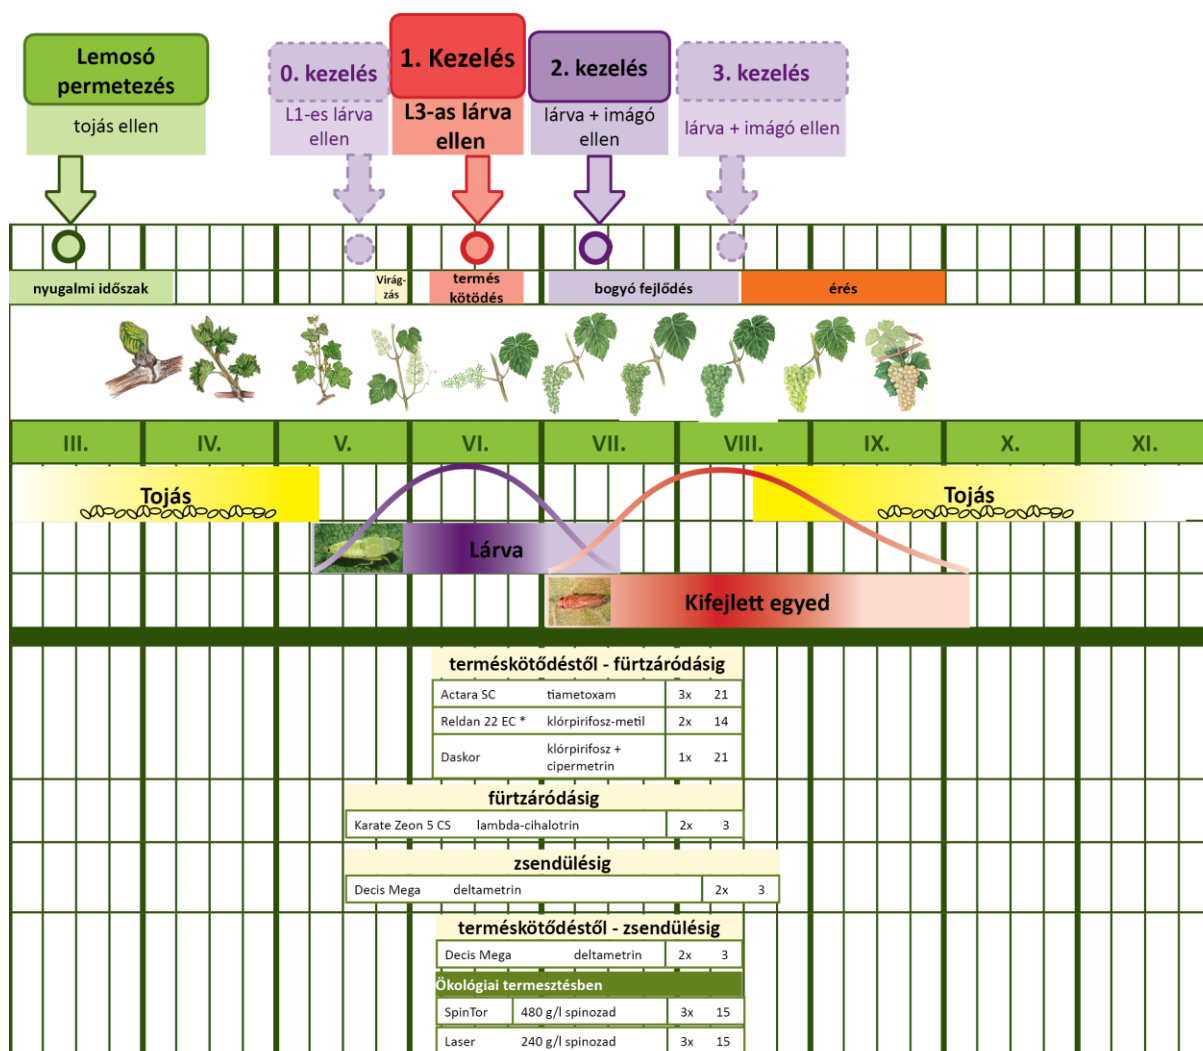 Lemosó
permetezés
tojás ellen
0. kezelés
L1-es lárva
ellen
1. Kezelés
L3-as lárva
ellen
2. kezelés
lárva + imágó
ellen
3. kezelés
lárva + imágó ellen
nyugalmi időszak
Virág-
zás
termés
kötödés
bogyó fejlődés
érés
III. IV. V. VI. VII. VIII. IX. X. XI.
Tojás
Tojás
Lárva
Kifejlett egyed
terméskötődéstől - fürtzáródásig
Actara SC tiametoxam 3x 21
Reldan 22 EC * klórpirifosz-metil 2x 14
Daskor klórpirifosz + cipermetrin 1x 21
fürtzáródásig
Karate Zeon 5 CS lambda-cihalotrin 2x 3
zsendülésig
Decis Mega deltametrin 2x 3
terméskötődéstől - zsendülésig
Decis Mega deltametrin 2x 3
Ökológiai termesztésben
SpinTor 480 g/l spinozad 3x 15
Laser 240 g/l spinozad 3x 15